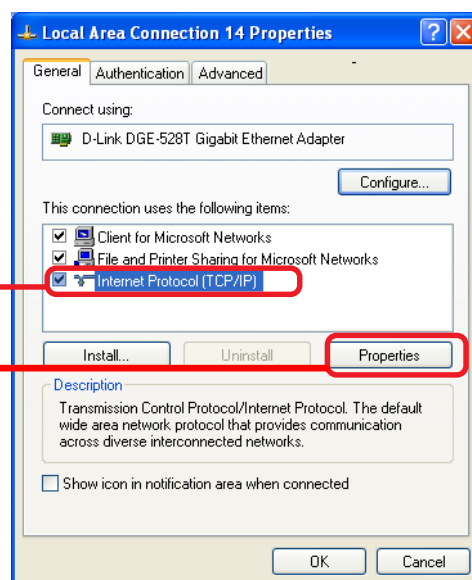 Local Area Connection 14 Properties
General Authentication Advanced
Connect using:
D-Link DGE-528T Gigabit Ethernet Adapter
Configure...
This connection uses the following items:
Client for Microsoft Networks
File and Printer Sharing for Microsoft Networks
Internet Protocol (TCP/IP)
Install... Uninstall Properties
Description
Transmission Control Protocol/Internet Protocol. The default
wide area network protocol that provides communication
across diverse interconnected networks.
Show icon in notification area when connected
OK Cancel